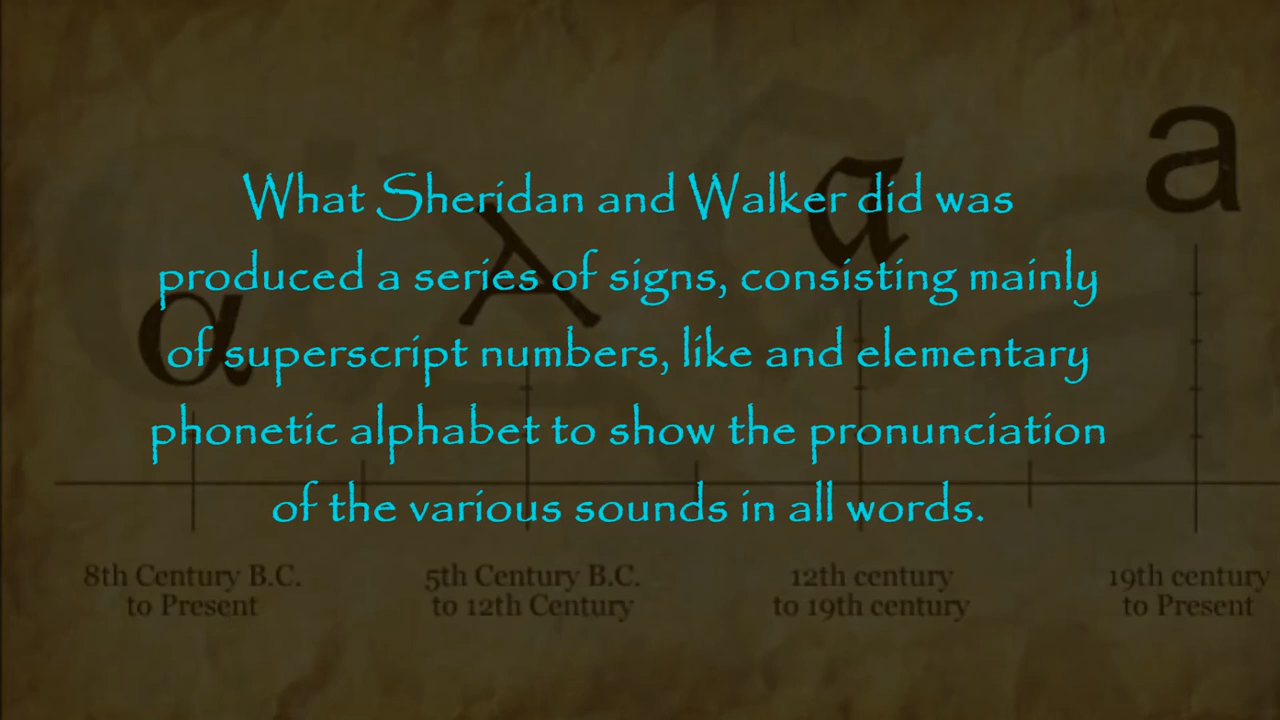 What Sheridan and Walker did was
produced a series of signs, consisting mainly
of superscript numbers, like and elementary
phonetic alphabet to show the pronunciation
of the various sounds in all words.
α
λ
a
a
8th Century B.C.
to Present
5th Century B.C.
to 12th Century
12th century
to 19th century
19th century
to Present